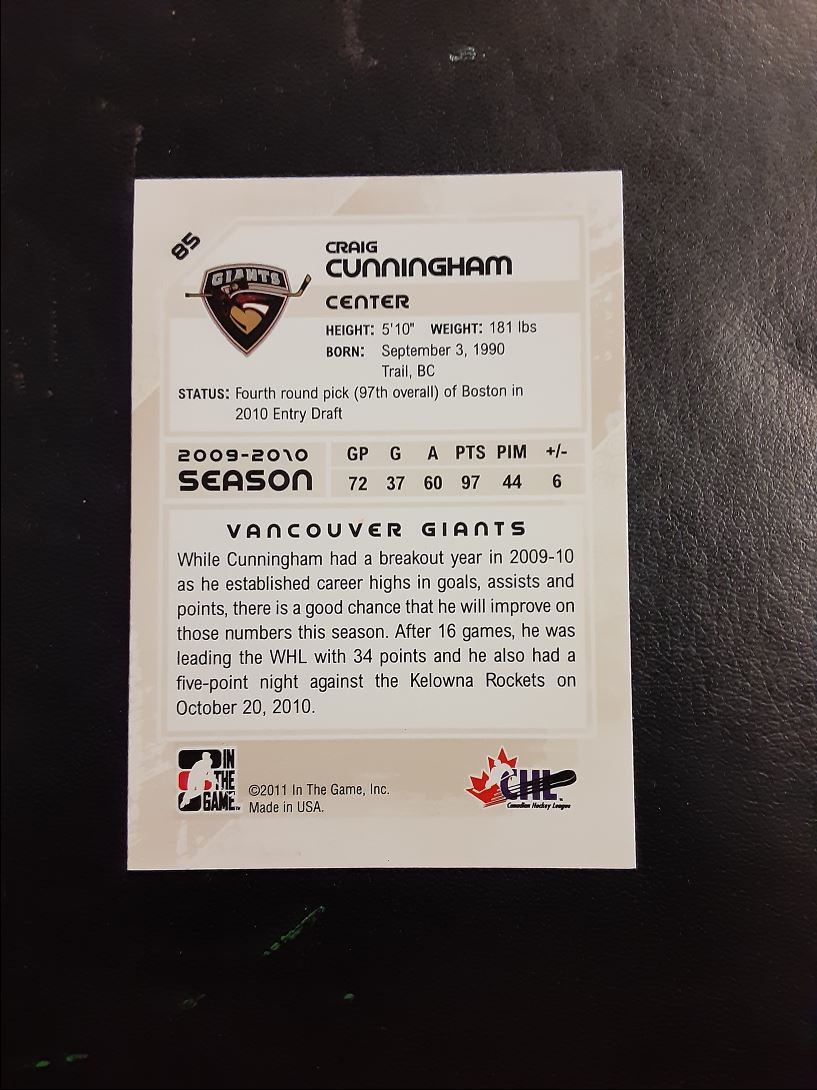 85
GIANTS
CRAIG
CUNNINGHAM
CENTER
HEIGHT: 5'10" WEIGHT: 181 lbs
BORN: September 3, 1990
Trail, BC
STATUS: Fourth round pick (97th overall) of Boston in
2010 Entry Draft
2009-2010
SEASON
GP G A PTS PIM +/-
72 37 60 97 44 6
VANCOUVER GIANTS
While Cunningham had a breakout year in 2009-10
as he established career highs in goals, assists and
points, there is a good chance that he will improve on
those numbers this season. After 16 games, he was
leading the WHL with 34 points and he also had a
five-point night against the Kelowna Rockets on
October 20, 2010.
IN
THE
GAME™
©2011 In The Game, Inc.
Made in USA.
CHL™
Canadian Hockey League